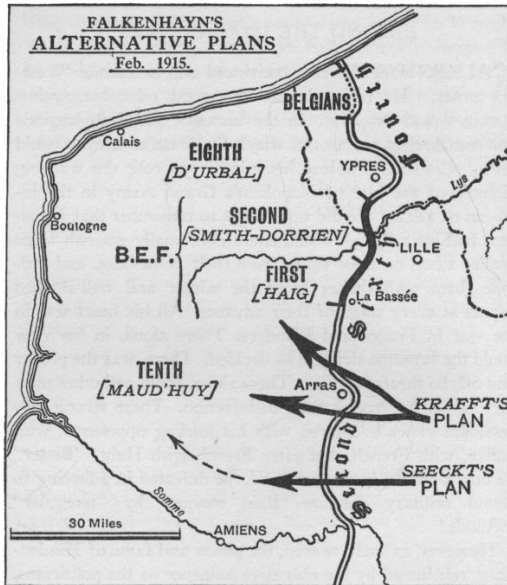 FALKENHAYN'S
ALTERNATIVE PLANS
Feb. 1915.
Fourth
BELGIANS
Calais
EIGHTH
[D'URBAL]
YPRES
Lys
SECOND
[SMITH-DORRIEN]
Boulogne
B.E.F.
LILLE
Sixth
FIRST
[HAIG]
La Bassée
TENTH
[MAUD'HUY]
Arras
KRAFFT'S
PLAN
Second
SEECKT'S
PLAN
Somme
30 Miles
AMIENS